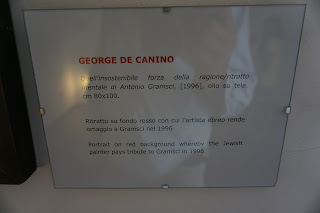 GEORGE DE CANINO
Quell'insostenibile forza della ragione/ritratto
mentale di Antonio Gramsci, [1996], olio su tela,
cm 80x100.
Ritratto su fondo rosso con cui l'artista ebreo rende
omaggio a Gramsci nel 1996
Portrait on red background whereby the Jewish
painter pays tribute to Gramsci in 1996.